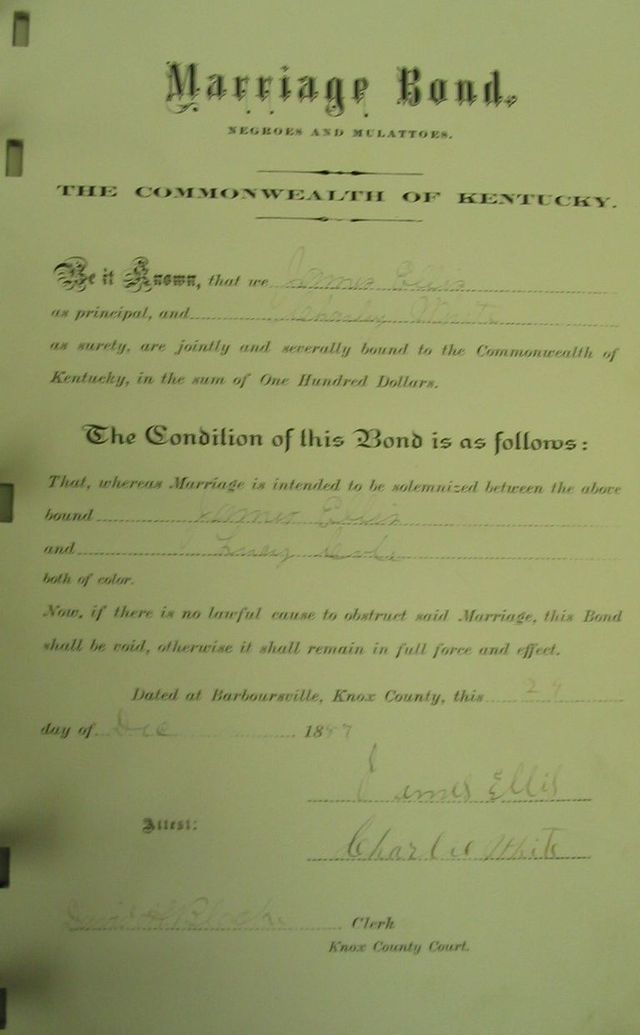 Marriage Bond,
NEGROES AND MULATTOES.
THE COMMONWEALTH OF KENTUCKY.
Be it Known, that we James Ellis
as principal, and Charley White
as surety, are jointly and severally bound to the Commonwealth of
Kentucky, in the sum of One Hundred Dollars.
The Condition of this Bond is as follows:
That, whereas Marriage is intended to be solemnized between the above
bound James Ellis
and Lucy
both of color.
Now, if there is no lawful cause to obstruct said Marriage, this Bond
shall be void, otherwise it shall remain in full force and effect.
Dated at Barboursville, Knox County, this 29
day of Dec 1887
James Ellis
Attest:
Charlie White
Clerk
Knox County Court.